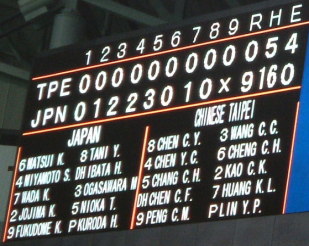 1 2 3 4 5 6 7 8 9 R H E
TPE 0 0 0 0 0 0 0 0 0 0 5 4
JPN 0 1 2 2 3 0 1 0 × 9 16 0
JAPAN
6 MATSUI K. 8 TANI Y.
4 MIYAMOTO S. DH IBATA H.
7 WADA K. 3 OGASAWARA M
2 JOJIMA K. 5 NIOKA T.
9 FUKUDOME K. P KURODA H.
CHINESE TAIPEI
8 CHEN C.Y. 3 WANG C.C.
4 CHEN Y.C. 6 CHENG C.H.
5 CHANG C.H. 2 KAO C.K.
DH CHEN C.F. 7 HUANG K.L.
9 PENG C.M. P LIN Y.P.